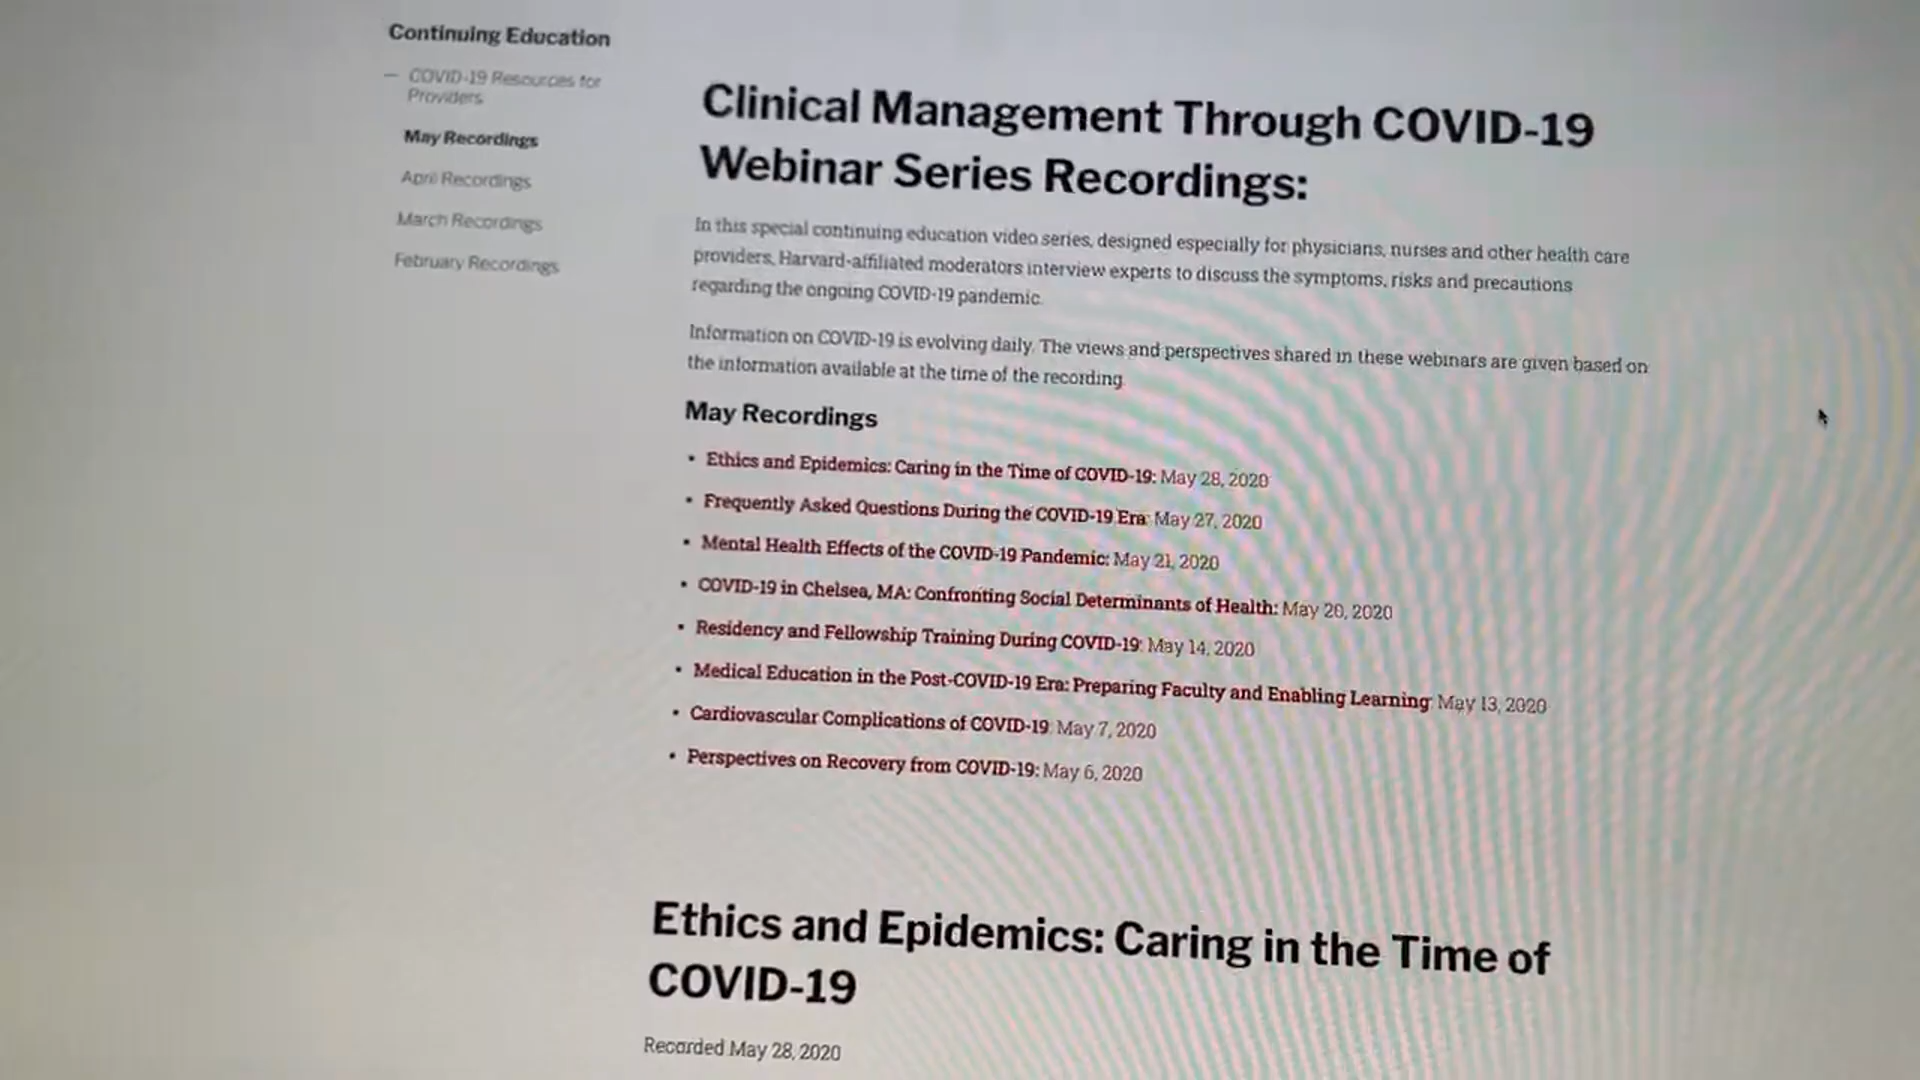 Continuing Education
— COVID-19 Resources for
Providers
May Recordings
April Recordings
March Recordings
February Recordings
Clinical Management Through COVID-19
Webinar Series Recordings:
In this special continuing education video series, designed especially for physicians, nurses and other health care
providers, Harvard-affiliated moderators interview experts to discuss the symptoms, risks and precautions
regarding the ongoing COVID-19 pandemic.
Information on COVID-19 is evolving daily. The views and perspectives shared in these webinars are given based on
the information available at the time of the recording.
May Recordings
• Ethics and Epidemics: Caring in the Time of COVID-19: May 28, 2020
• Frequently Asked Questions During the COVID-19 Era: May 27, 2020
• Mental Health Effects of the COVID-19 Pandemic: May 21, 2020
• COVID-19 in Chelsea, MA: Confronting Social Determinants of Health: May 20, 2020
• Residency and Fellowship Training During COVID-19: May 14, 2020
• Medical Education in the Post-COVID-19 Era: Preparing Faculty and Enabling Learning: May 13, 2020
• Cardiovascular Complications of COVID-19: May 7, 2020
• Perspectives on Recovery from COVID-19: May 6, 2020
Ethics and Epidemics: Caring in the Time of
COVID-19
Recorded May 28, 2020